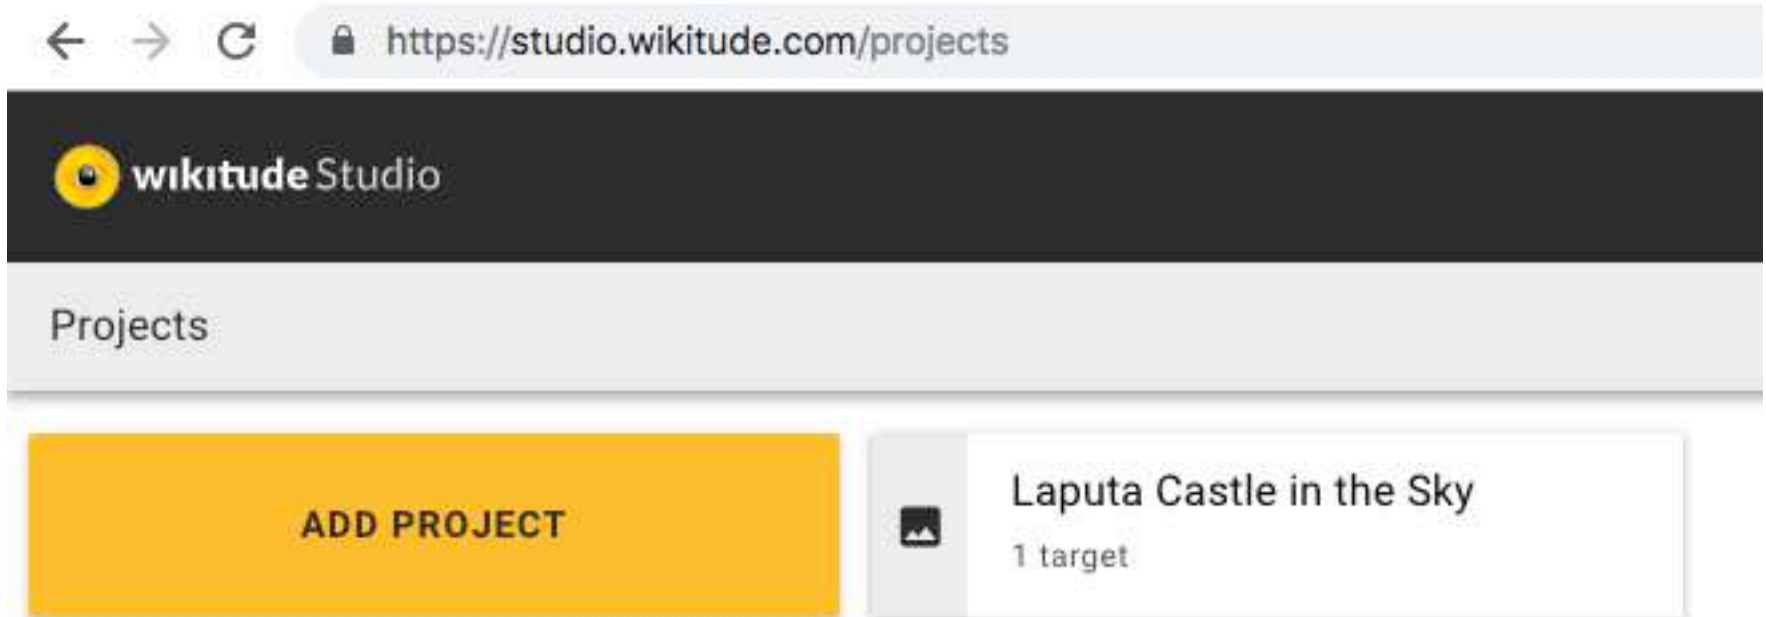 https://studio.wikitude.com/projects
wikitude Studio
Projects
ADD PROJECT
Laputa Castle in the Sky
1 target